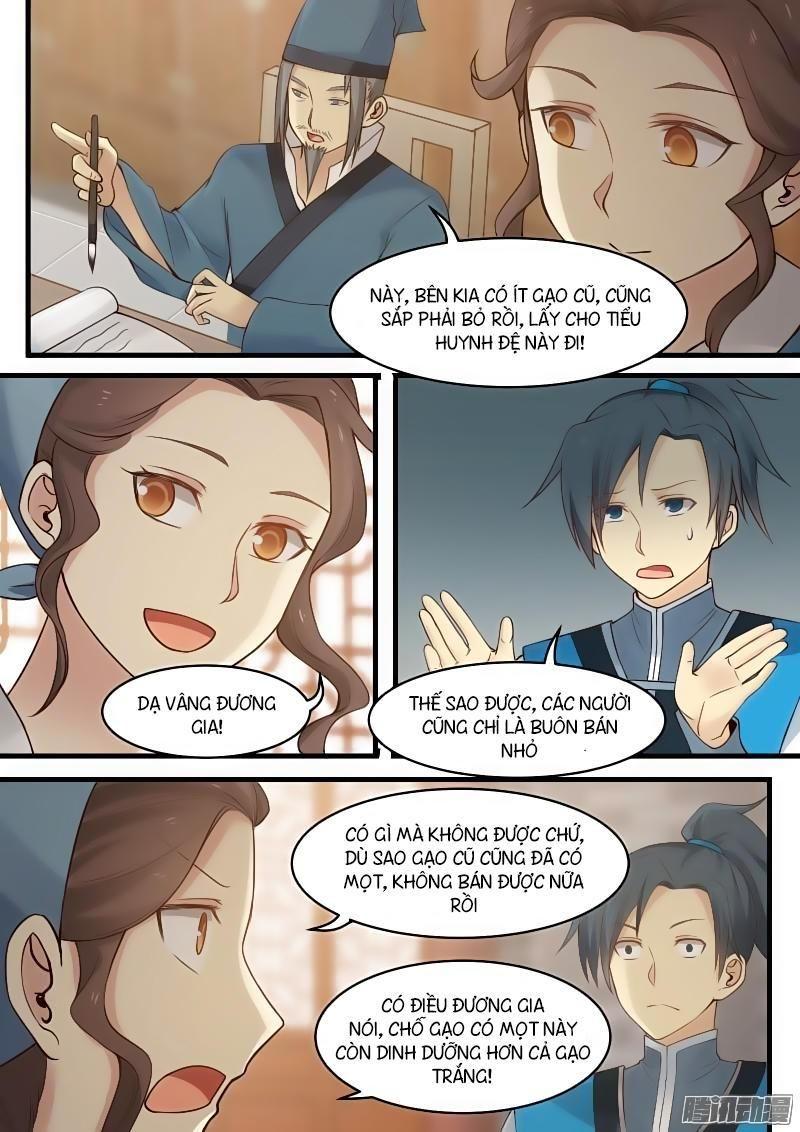 NÀY, BÊN KIA CÓ ÍT GẠO CŨ, CŨNG
SẮP PHẢI BỎ RỒI, LẤY CHO TIỂU
HUYNH ĐỆ NÀY ĐI!
DẠ VÂNG ĐƯƠNG
GIA!
THẾ SAO ĐƯỢC, CÁC NGƯỜI
CŨNG CHỈ LÀ BUÔN BÁN
NHỎ
CÓ GÌ MÀ KHÔNG ĐƯỢC CHỨ,
DÙ SAO GẠO CŨ CŨNG ĐÃ CÓ
MỌT, KHÔNG BÁN ĐƯỢC NỮA
RỒI
CÓ ĐIỀU ĐƯƠNG GIA
NÓI, CHỖ GẠO CÓ MỌT NÀY
CÒN DINH DƯỠNG HƠN CẢ GẠO
TRẮNG!
腾讯动漫